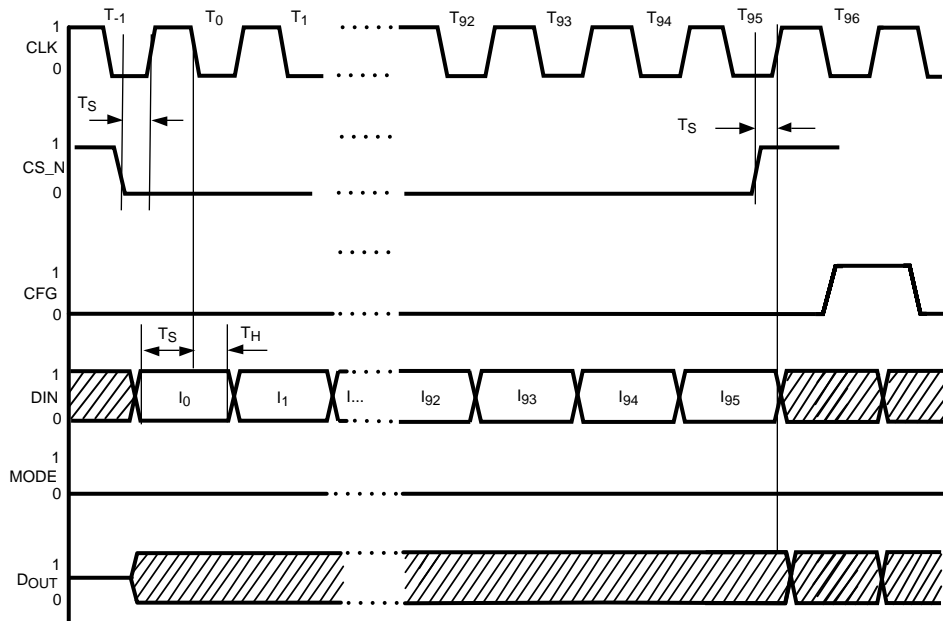 T-1 T0 T1 T92 T93 T94 T95 T96
1
CLK
0
TS TS
1
CS_N
0
1
CFG
0
TS TH
1
DIN I0 I1 I... I92 I93 I94 I95
0
1
MODE
0
1
DOUT
0